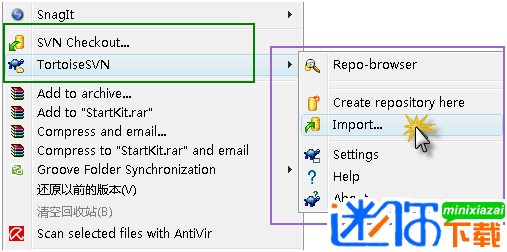 SnagIt
SVN Checkout...
TortoiseSVN
Add to archive...
Add to "StartKit.rar"
Compress and email...
Compress to "StartKit.rar" and email
Groove Folder Synchronization
还原以前的版本(V)
清空回收站(B)
Scan selected files with AntiVir
Repo-browser
Create repository here
Import...
Settings
Help
About
迷你下载
minixiazai